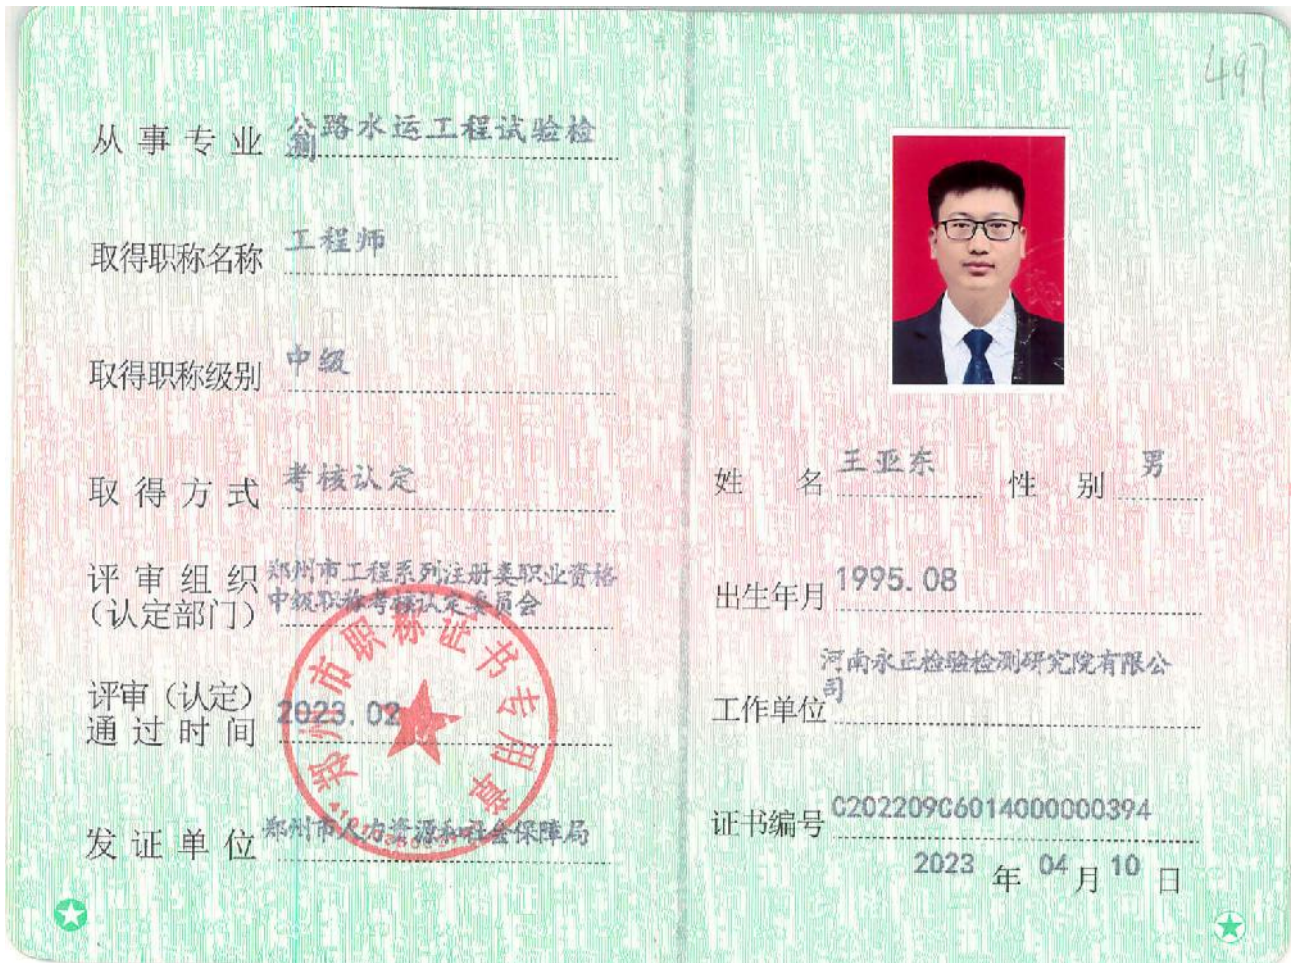 497
从事专业 公路水运工程试验检
测
取得职称名称 工程师
取得职称级别 中级
取得方式 考核认定
评审组织 郑州市工程系列注册类职业资格
(认定部门) 中级职称考核认定委员会
评审(认定)
通过时间 2023.02
发证单位 郑州市人力资源和社会保障局
郑州市职称证书专用章
姓名 王亚东 性别 男
出生年月 1995.08
河南永正检验检测研究院有限公
工作单位 司
证书编号 C20220906014000000394
2023 年 04 月 10 日